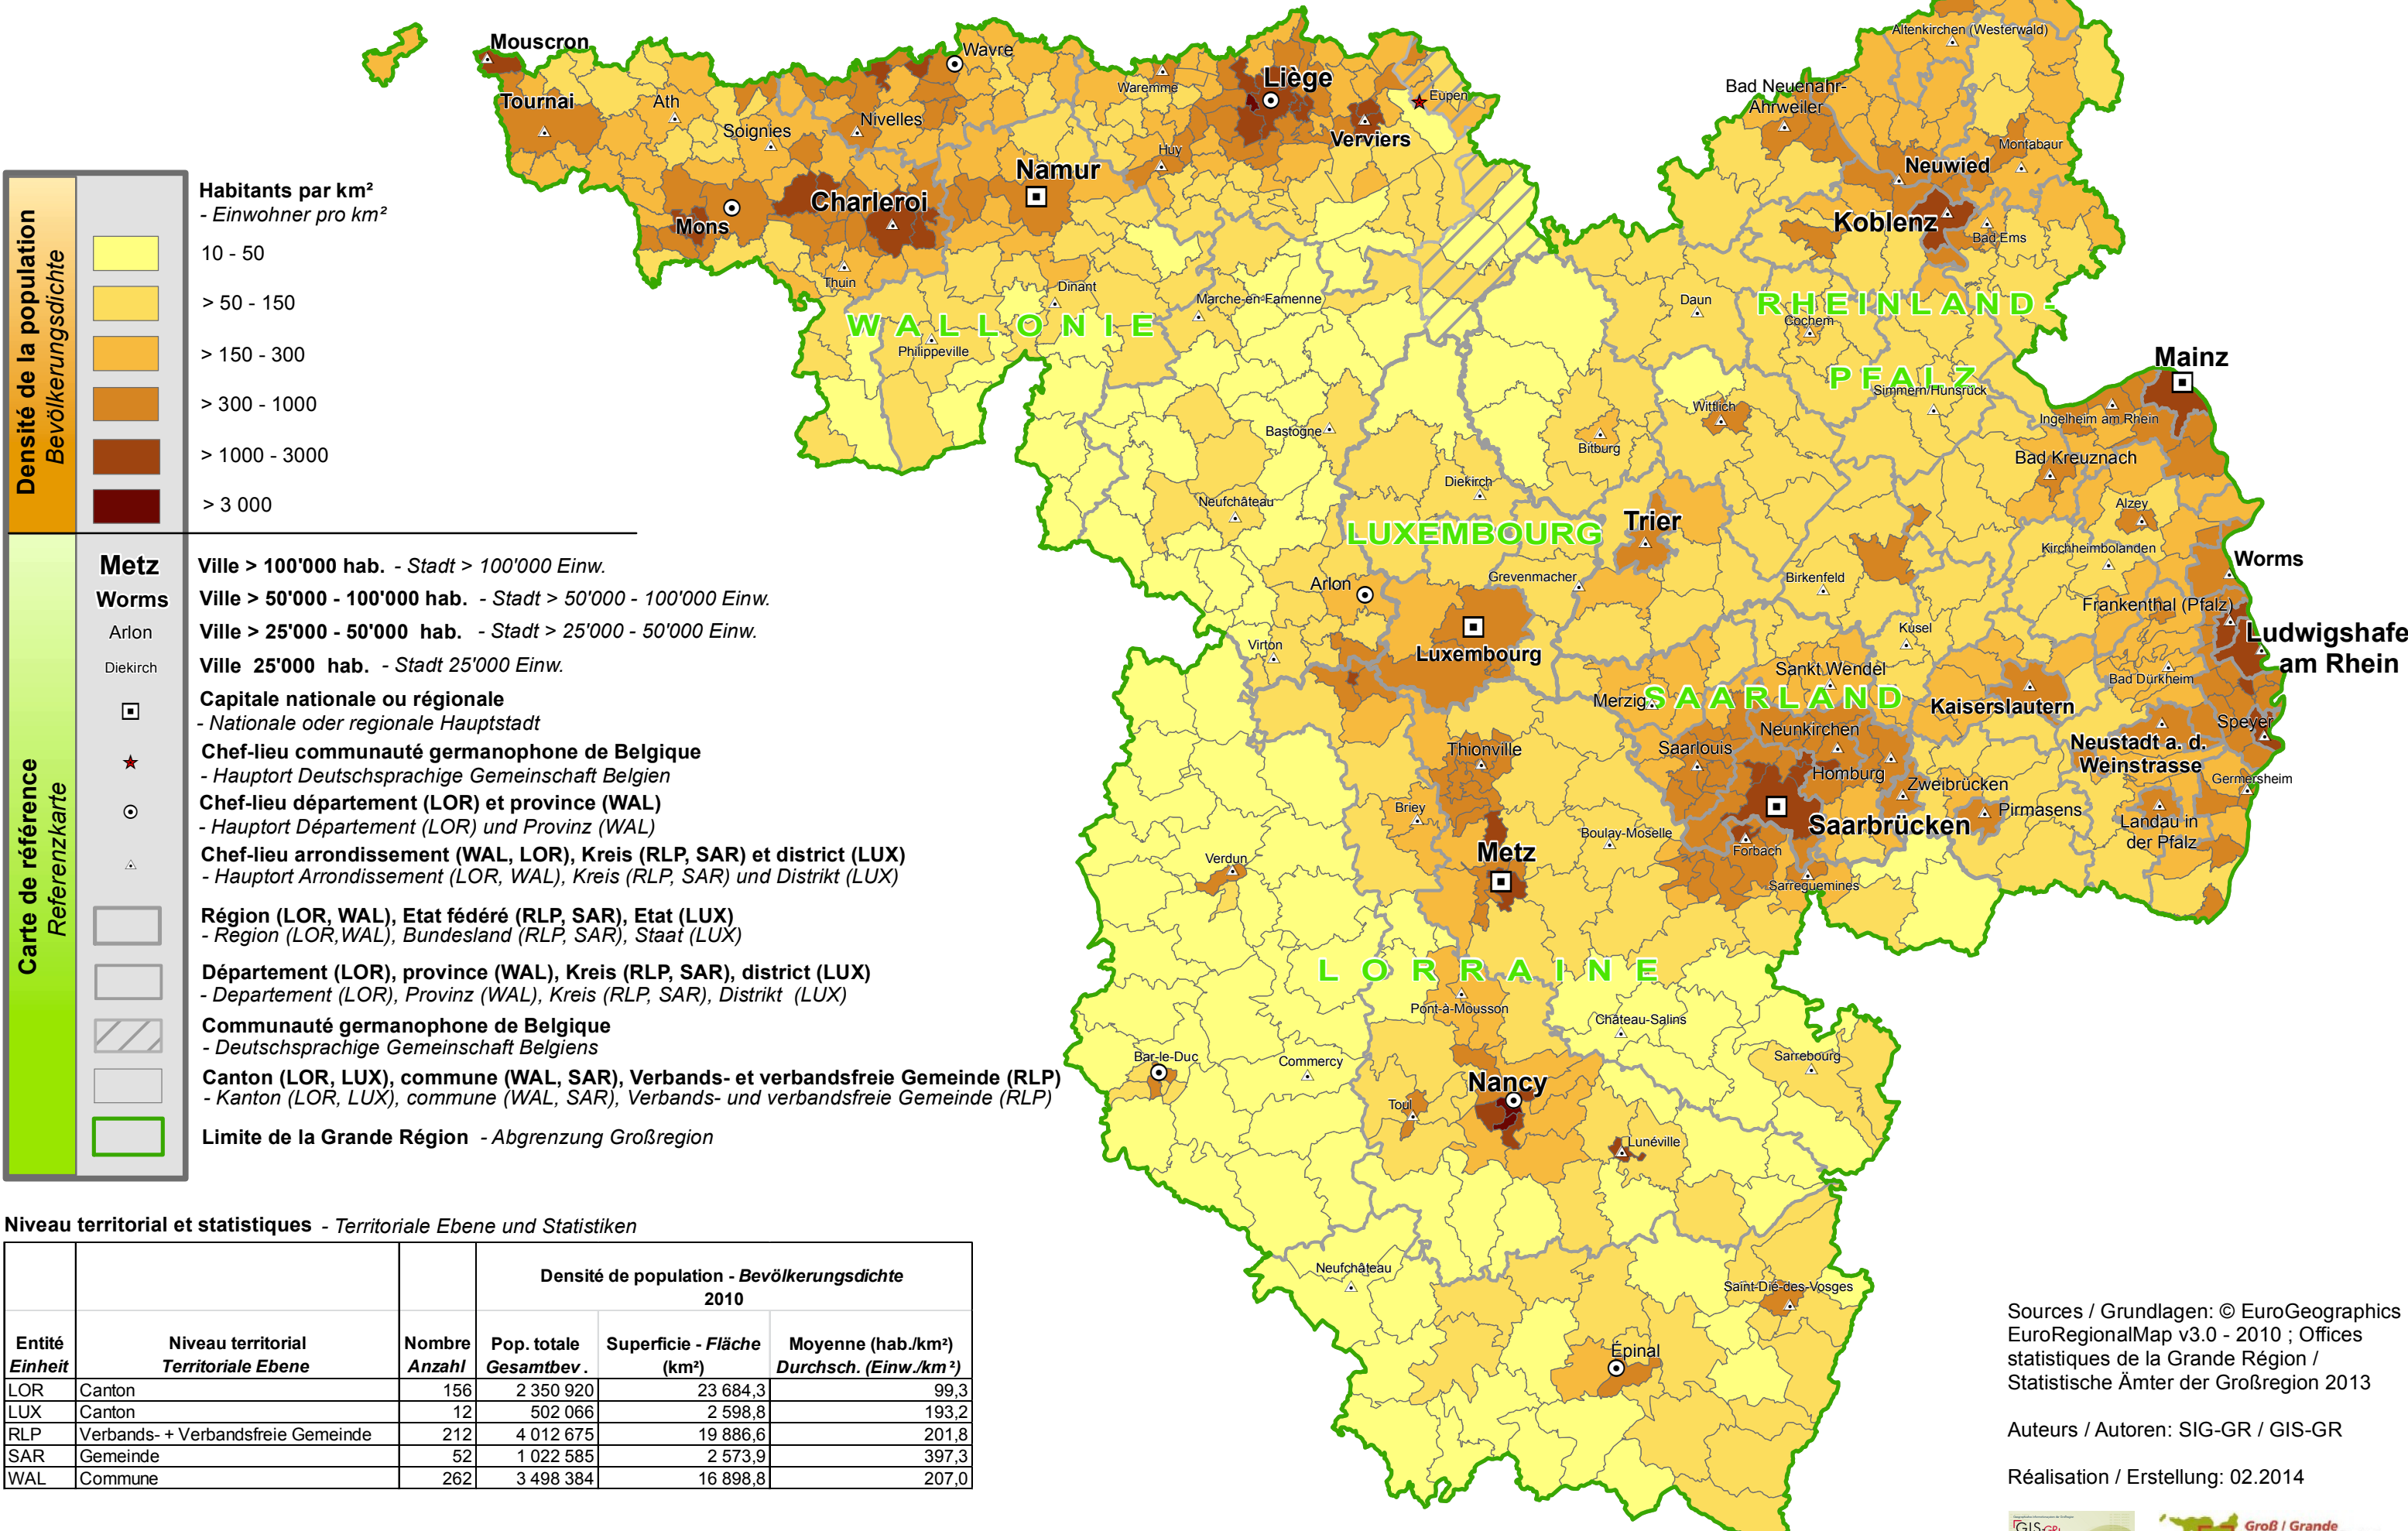 Densité de la population
Bevölkerungsdichte
Habitants par km²
- Einwohner pro km²
10 - 50
> 50 - 150
> 150 - 300
> 300 - 1000
> 1000 - 3000
> 3 000
Carte de référence
Referenzkarte
Metz Ville > 100'000 hab. - Stadt > 100'000 Einw.
Worms Ville > 50'000 - 100'000 hab. - Stadt > 50'000 - 100'000 Einw.
Arlon Ville > 25'000 - 50'000 hab. - Stadt > 25'000 - 50'000 Einw.
Diekirch Ville 25'000 hab. - Stadt 25'000 Einw.
Capitale nationale ou régionale
- Nationale oder regionale Hauptstadt
Chef-lieu communauté germanophone de Belgique
- Hauptort Deutschsprachige Gemeinschaft Belgien
Chef-lieu département (LOR) et province (WAL)
- Hauptort Département (LOR) und Provinz (WAL)
Chef-lieu arrondissement (WAL, LOR), Kreis (RLP, SAR) et district (LUX)
- Hauptort Arrondissement (LOR, WAL), Kreis (RLP, SAR) und Distrikt (LUX)
Région (LOR, WAL), Etat fédéré (RLP, SAR), Etat (LUX)
- Region (LOR,WAL), Bundesland (RLP, SAR), Staat (LUX)
Département (LOR), province (WAL), Kreis (RLP, SAR), district (LUX)
- Departement (LOR), Provinz (WAL), Kreis (RLP, SAR), Distrikt (LUX)
Communauté germanophone de Belgique
- Deutschsprachige Gemeinschaft Belgiens
Canton (LOR, LUX), commune (WAL, SAR), Verbands- et verbandsfreie Gemeinde (RLP)
- Kanton (LOR, LUX), commune (WAL, SAR), Verbands- und verbandsfreie Gemeinde (RLP)
Limite de la Grande Région - Abgrenzung Großregion
Mouscron
Wavre
Tournai
Ath
Soignies
Nivelles
Waremme
Liège
Eupen
Verviers
Huy
Namur
Charleroi
Mons
Thuin
Dinant
Marche-en-Famenne
WALLONIE
Philippeville
Bastogne
Neufchâteau
Arlon
Virton
Altenkirchen (Westerwald)
Bad Neuenahr-
Ahrweiler
Montabaur
Neuwied
Koblenz
Bad Ems
Daun
RHEINLAND-
Cochem
PFALZ
Simmern/Hunsrück
Mainz
Ingelheim am Rhein
Wittlich
Bitburg
Bad Kreuznach
Alzey
Diekirch
LUXEMBOURG
Trier
Grevenmacher
Luxembourg
Birkenfeld
Kirchheimbolanden
Worms
Frankenthal (Pfalz)
Ludwigshafe
am Rhein
Kusel
Sankt Wendel
Bad Dürkheim
Merzig
SAARLAND
Kaiserslautern
Speyer
Neunkirchen
Neustadt a. d.
Weinstrasse
Saarlouis
Homburg
Zweibrücken
Germersheim
Pirmasens
Landau in
der Pfalz
Saarbrücken
Thionville
Briey
Boulay-Moselle
Forbach
Metz
Verdun
Sarreguemines
LORRAINE
Pont-à-Mousson
Château-Salins
Sarrebourg
Bar-le-Duc
Commercy
Nancy
Toul
Lunéville
Neufchâteau
Saint-Dié-des-Vosges
Épinal
Niveau territorial et statistiques - Territoriale Ebene und Statistiken
Densité de population - Bevölkerungsdichte
2010
Entité Niveau territorial Nombre Pop. totale Superficie - Fläche Moyenne (hab./km²)
Einheit Territoriale Ebene Anzahl Gesamtbev. (km²) Durchsch. (Einw./km²)
LOR Canton 156 2 350 920 23 684,3 99,3
LUX Canton 12 502 066 2 598,8 193,2
RLP Verbands- + Verbandsfreie Gemeinde 212 4 012 675 19 886,6 201,8
SAR Gemeinde 52 1 022 585 2 573,9 397,3
WAL Commune 262 3 498 384 16 898,8 207,0
Sources / Grundlagen: © EuroGeographics
EuroRegionalMap v3.0 - 2010 ; Offices
statistiques de la Grande Région /
Statistische Ämter der Großregion 2013
Auteurs / Autoren: SIG-GR / GIS-GR
Réalisation / Erstellung: 02.2014
Groß / Grande